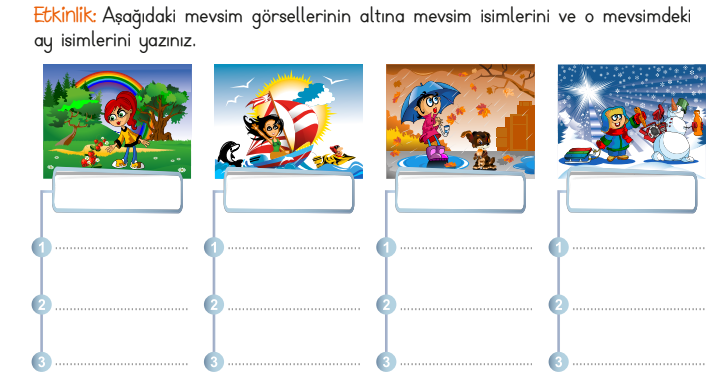 Etkinlik: Aşağıdaki mevsim görsellerinin altına mevsim isimlerini ve o mevsimdeki
ay isimlerini yazınız.
1 1 1 1
2 2 2 2
3 3 3 3